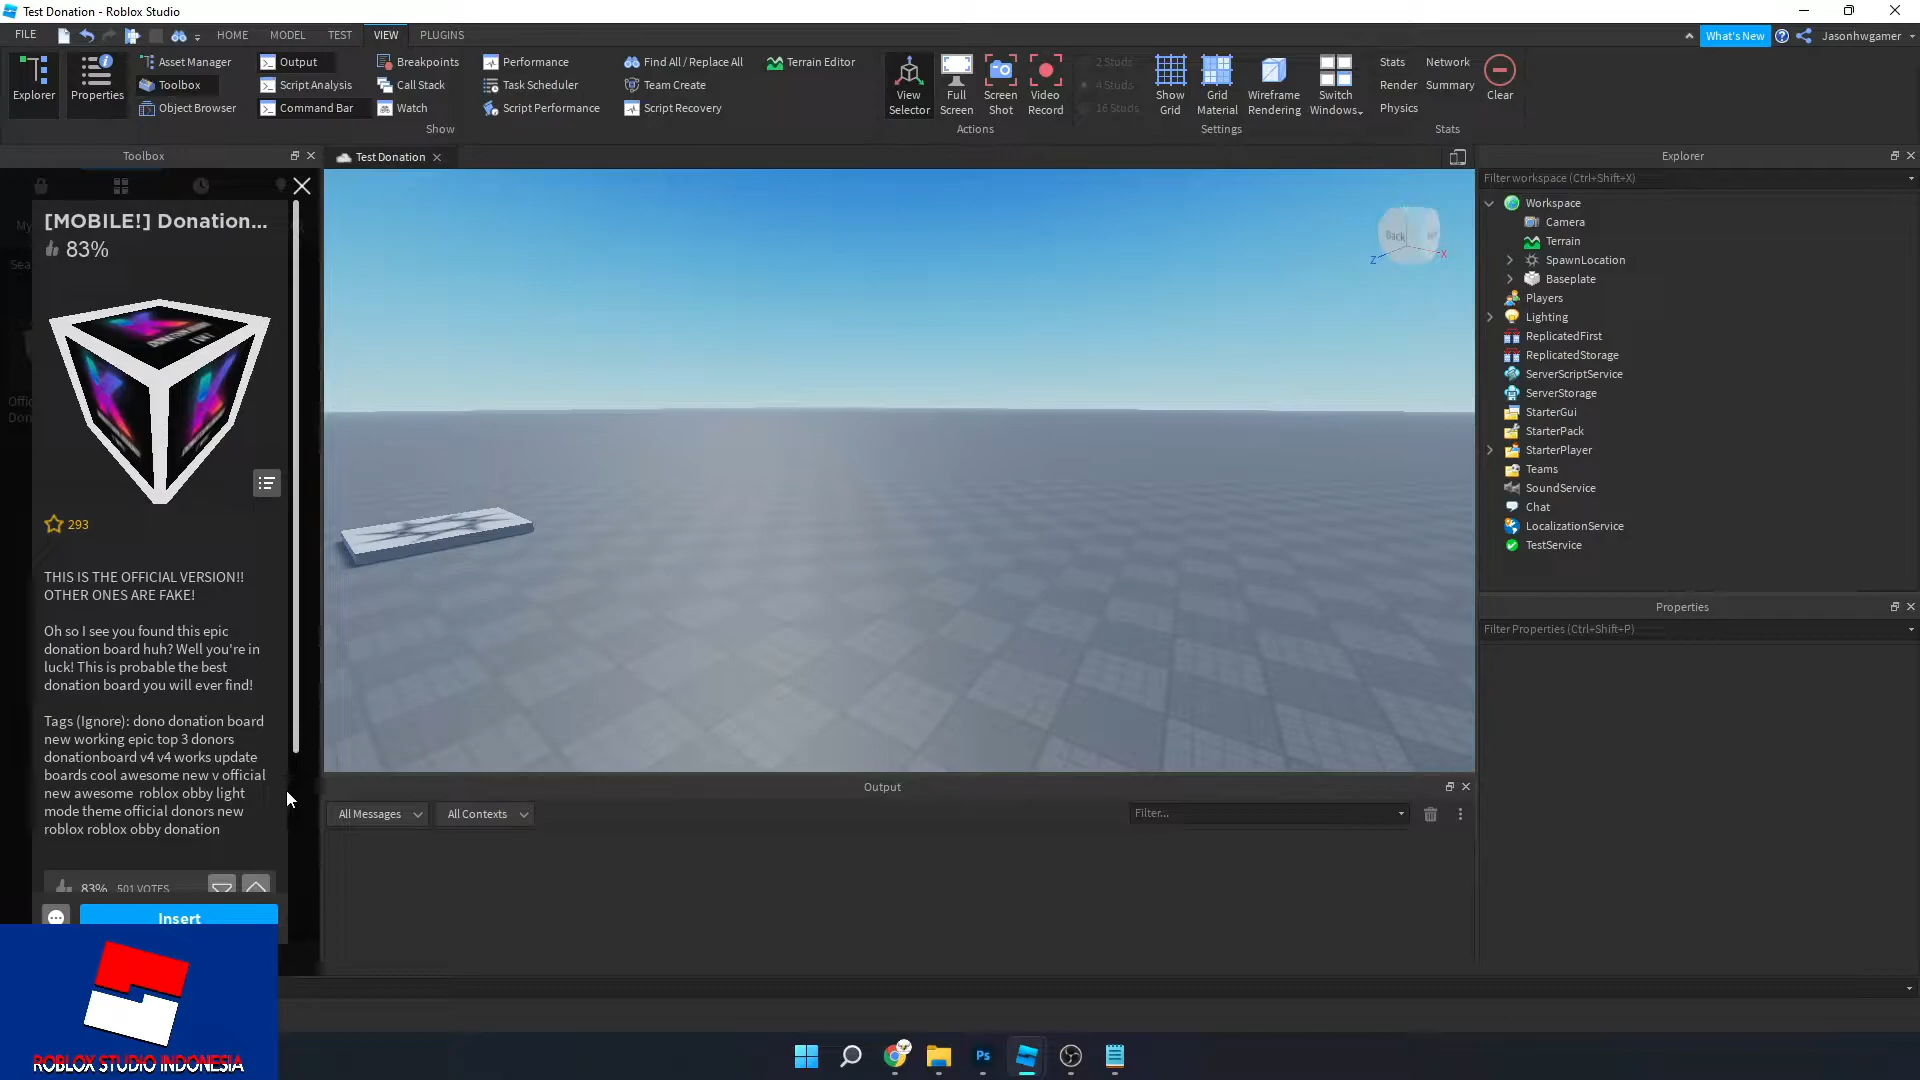 Test Donation - Roblox Studio
FILE
HOME
MODEL
TEST
VIEW
PLUGINS
What's New
Jasonhwgamer
Explorer
Properties
Asset Manager
Toolbox
Object Browser
Output
Script Analysis
Command Bar
Breakpoints
Call Stack
Watch
Performance
Task Scheduler
Script Performance
Find All / Replace All
Team Create
Script Recovery
Terrain Editor
Show
View
Selector
Full
Screen
Screen
Shot
Video
Record
Actions
2 Studs
4 Studs
16 Studs
Show
Grid
Grid
Material
Wireframe
Rendering
Switch
Windows
Settings
Stats
Network
Render
Summary
Physics
Clear
Stats
Toolbox
[MOBILE!] Donation...
83%
293
THIS IS THE OFFICIAL VERSION!!
OTHER ONES ARE FAKE!
Oh so I see you found this epic
donation board huh? Well you're in
luck! This is probable the best
donation board you will ever find!
Tags (Ignore): dono donation board
new working epic top 3 donors
donationboard v4 v4 works update
boards cool awesome new v official
new awesome roblox obby light
mode theme official donors new
roblox roblox obby donation
83% 501 VOTES
Insert
ROBLOX STUDIO INDONESIA
Test Donation
Back
Z
X
Output
All Messages
All Contexts
Filter...
Explorer
Filter workspace (Ctrl+Shift+X)
Workspace
Camera
Terrain
SpawnLocation
Baseplate
Players
Lighting
ReplicatedFirst
ReplicatedStorage
ServerScriptService
ServerStorage
StarterGui
StarterPack
StarterPlayer
Teams
SoundService
Chat
LocalizationService
TestService
Properties
Filter Properties (Ctrl+Shift+P)
Ps